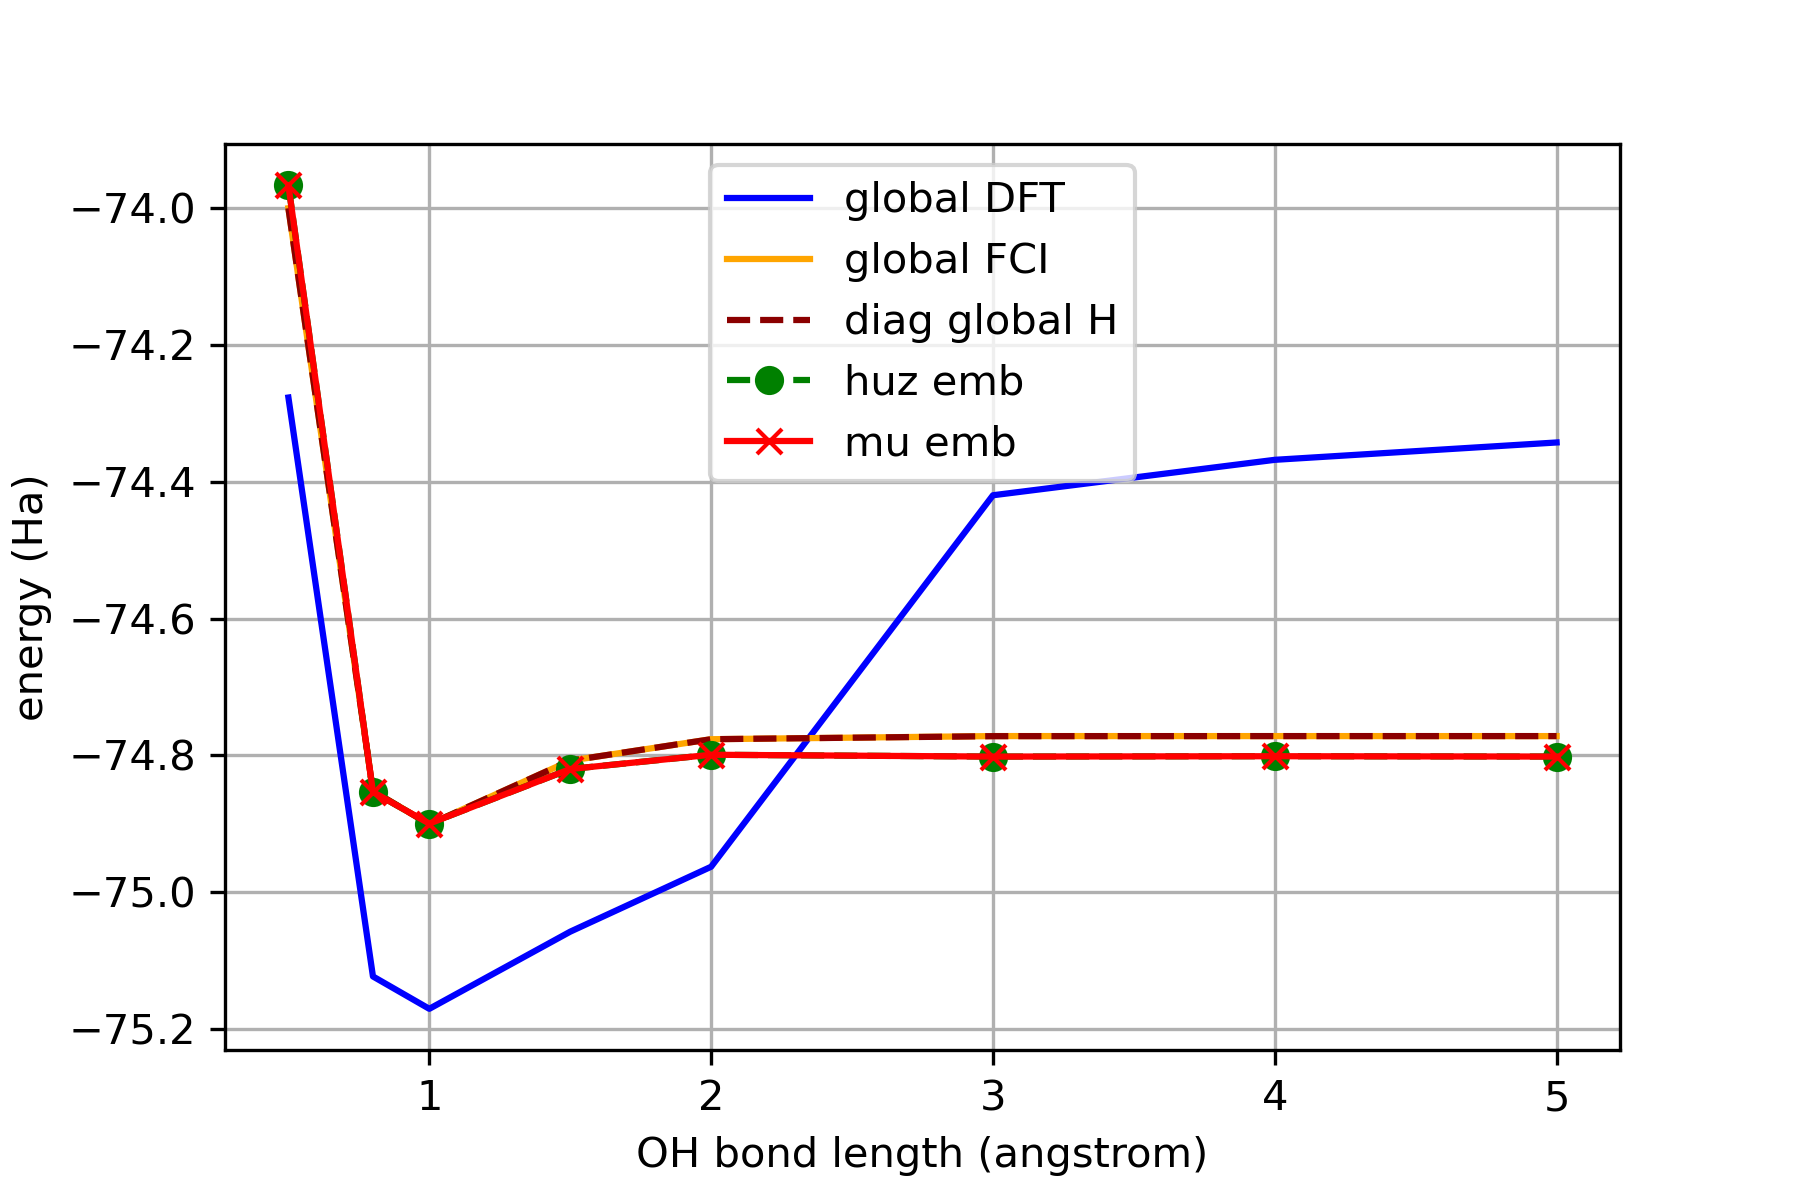 global DFT
global FCI
diag global H
huz emb
mu emb
−74.0
−74.2
−74.4
−74.6
−74.8
−75.0
−75.2
energy (Ha)
1 2 3 4 5
OH bond length (angstrom)